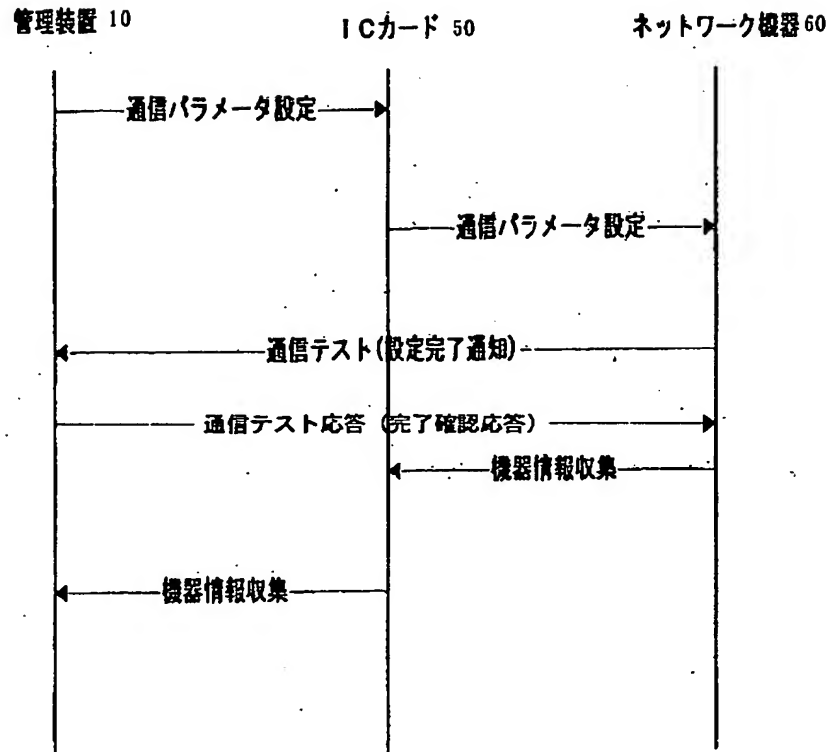 管理装置 10
ICカード 50
ネットワーク機器 60
通信パラメータ設定
通信パラメータ設定
通信テスト(設定完了通知)
通信テスト応答 (完了確認応答)
機器情報収集
機器情報収集